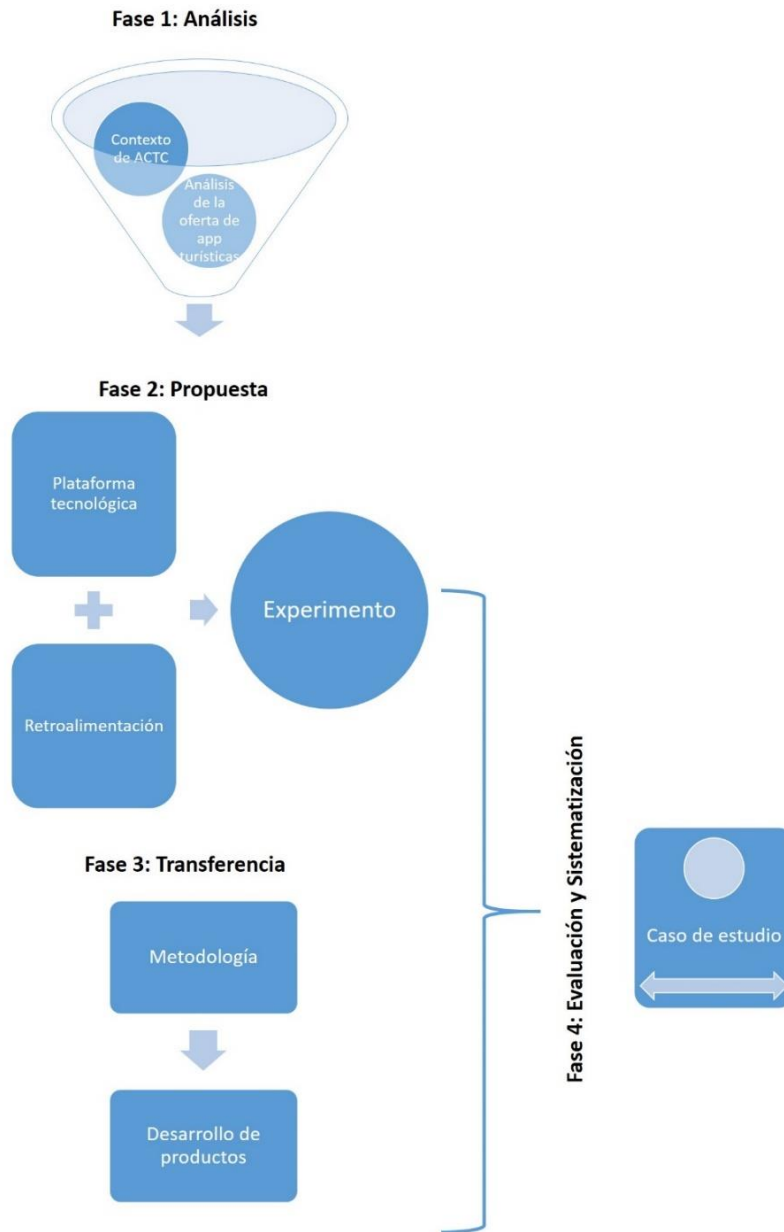 Fase 1: Análisis
Contexto
de ACTC
Análisis
de la
oferta de
app
turísticas
Fase 2: Propuesta
Plataforma
tecnológica
Experimento
Retroalimentación
Fase 3: Transferencia
Metodología
Desarrollo de
productos
Fase 4: Evaluación y Sistematización
Caso de estudio